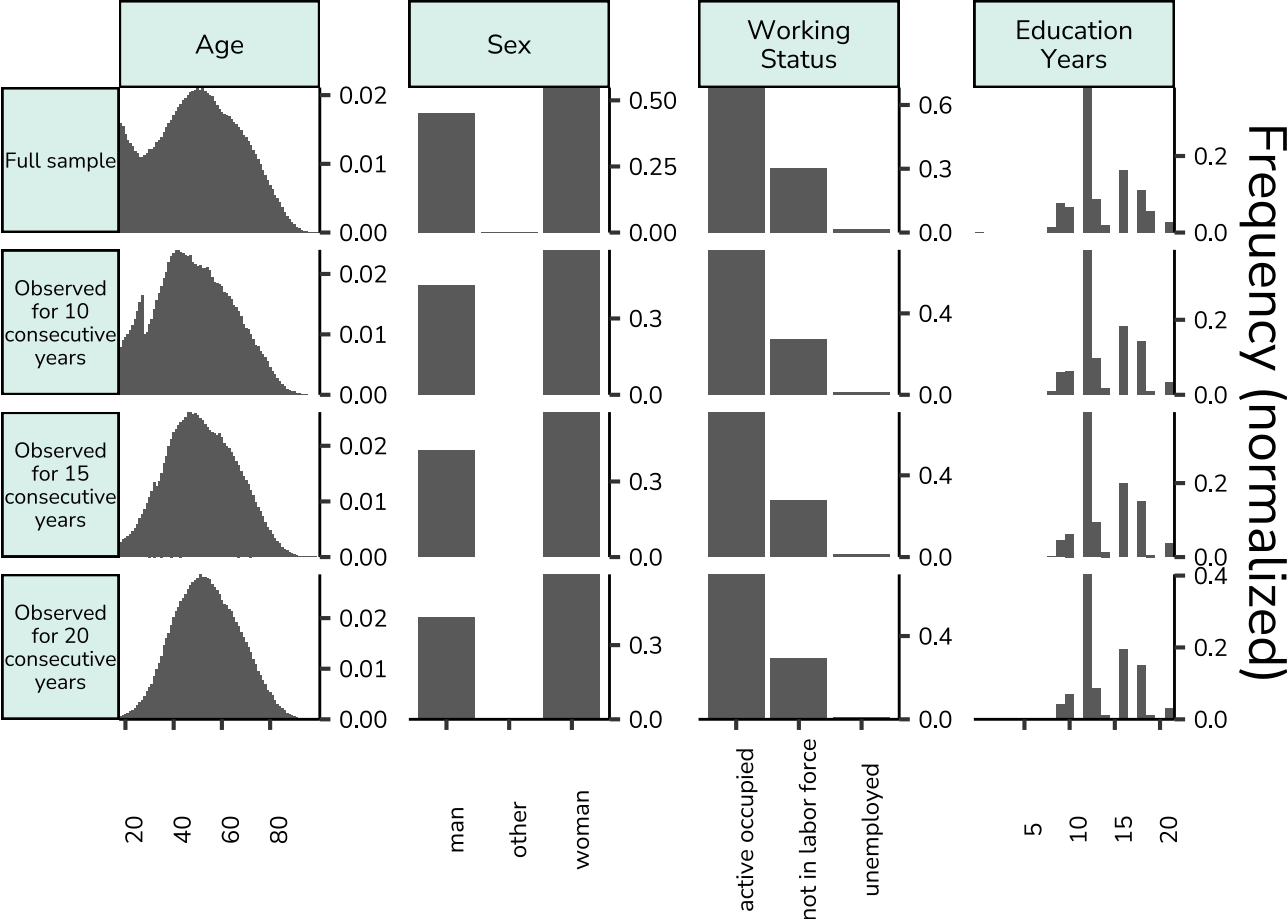 Age
Sex
Working
Status
Education
Years
Full sample
0.02
0.01
0.00
0.50
0.25
0.00
0.6
0.3
0.0
0.2
0.0
Observed
for 10
consecutive
years
0.02
0.01
0.00
0.3
0.0
0.4
0.0
0.2
0.0
Observed
for 15
consecutive
years
0.02
0.01
0.00
0.3
0.0
0.4
0.0
0.2
0.0
Observed
for 20
consecutive
years
0.02
0.01
0.00
0.3
0.0
0.4
0.0
0.4
0.2
0.0
20
40
60
80
man
other
woman
active occupied
not in labor force
unemployed
5
10
15
20
Frequency (normalized)